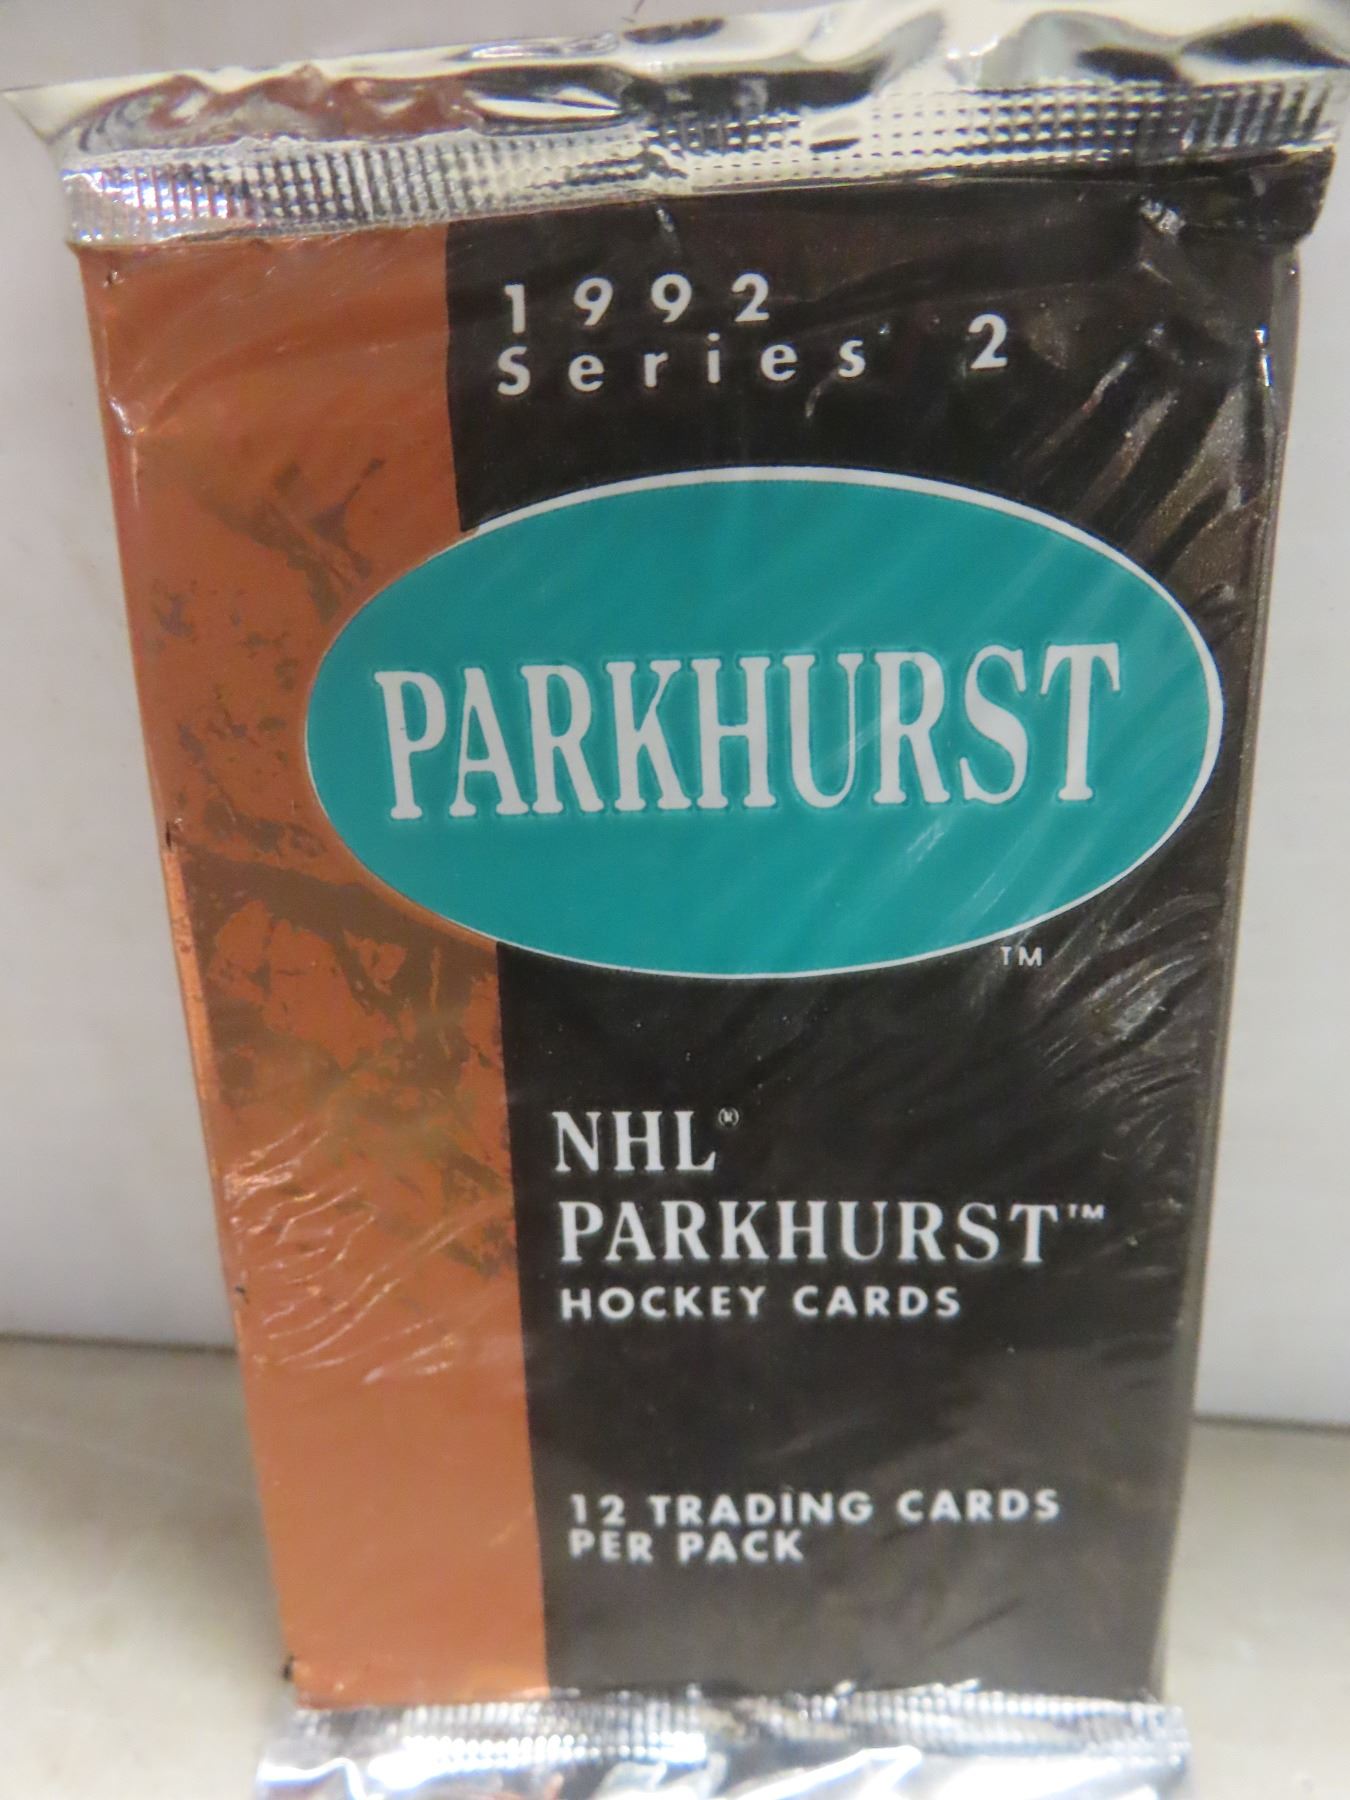 1992
Series 2
PARKHURST
TM
NHL®
PARKHURST™
HOCKEY CARDS
12 TRADING CARDS
PER PACK